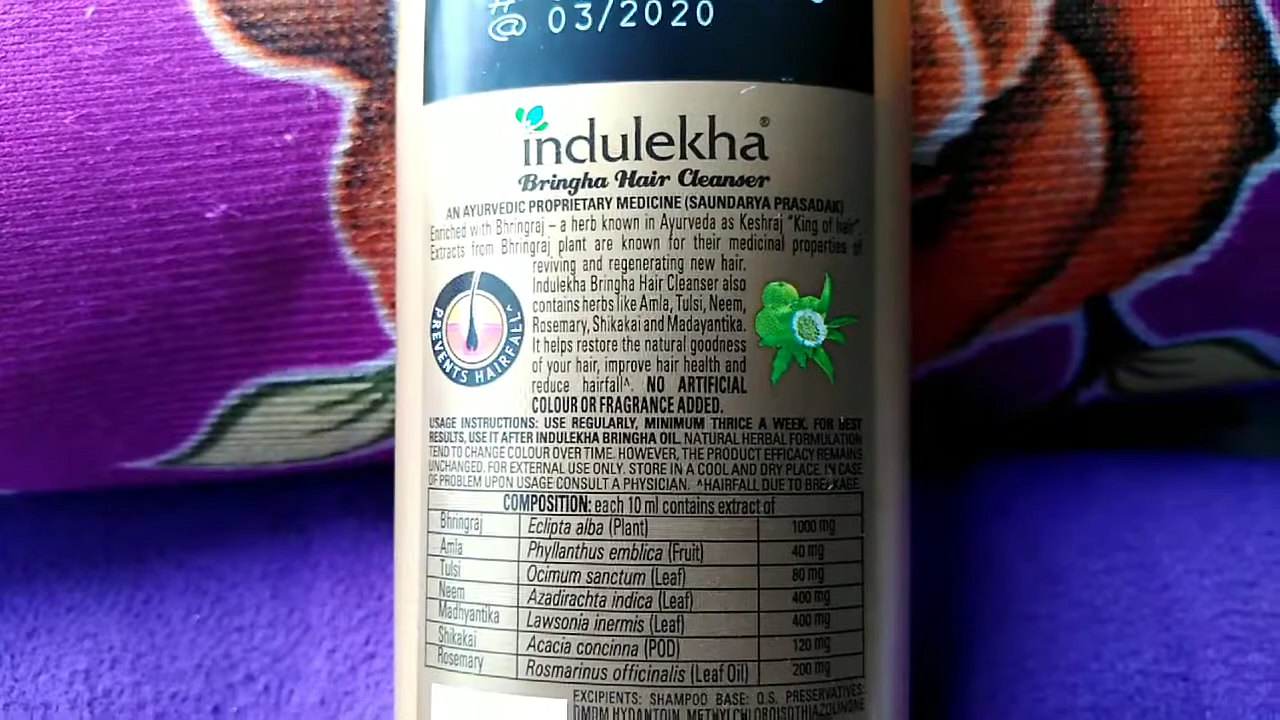 @ 03/2020
indulekha®
Bringha Hair Cleanser
AN AYURVEDIC PROPRIETARY MEDICINE (SAUNDARYA PRASADAK)
Enriched with Bhringraj – a herb known in Ayurveda as Keshraj "King of hair".
Extracts from Bhringraj plant are known for their medicinal properties of
reviving and regenerating new hair.
Indulekha Bringha Hair Cleanser also
contains herbs like Amla, Tulsi, Neem,
Rosemary, Shikakai and Madayantika.
It helps restore the natural goodness
of your hair, improve hair health and
reduce hairfall^. NO ARTIFICIAL
COLOUR OR FRAGRANCE ADDED.
PREVENTS HAIRFALL^
USAGE INSTRUCTIONS: USE REGULARLY, MINIMUM THRICE A WEEK. FOR BEST
RESULTS, USE IT AFTER INDULEKHA BRINGHA OIL. NATURAL HERBAL FORMULATION
TEND TO CHANGE COLOUR OVER TIME. HOWEVER, THE PRODUCT EFFICACY REMAINS
UNCHANGED. FOR EXTERNAL USE ONLY. STORE IN A COOL AND DRY PLACE. IN CASE
OF PROBLEM UPON USAGE CONSULT A PHYSICIAN. ^HAIRFALL DUE TO BREAKAGE.
COMPOSITION: each 10 ml contains extract of
Bhringraj Eclipta alba (Plant) 1000 mg
Amla Phyllanthus emblica (Fruit) 40 mg
Tulsi Ocimum sanctum (Leaf) 80 mg
Neem Azadirachta indica (Leaf) 400 mg
Madhyantika Lawsonia inermis (Leaf) 400 mg
Shikakai Acacia concinna (POD) 120 mg
Rosemary Rosmarinus officinalis (Leaf Oil) 200 mg
EXCIPIENTS: SHAMPOO BASE: Q.S. PRESERVATIVES:
DMDM HYDANTOIN, METHYLCHLOROISOTHIAZOLINONE